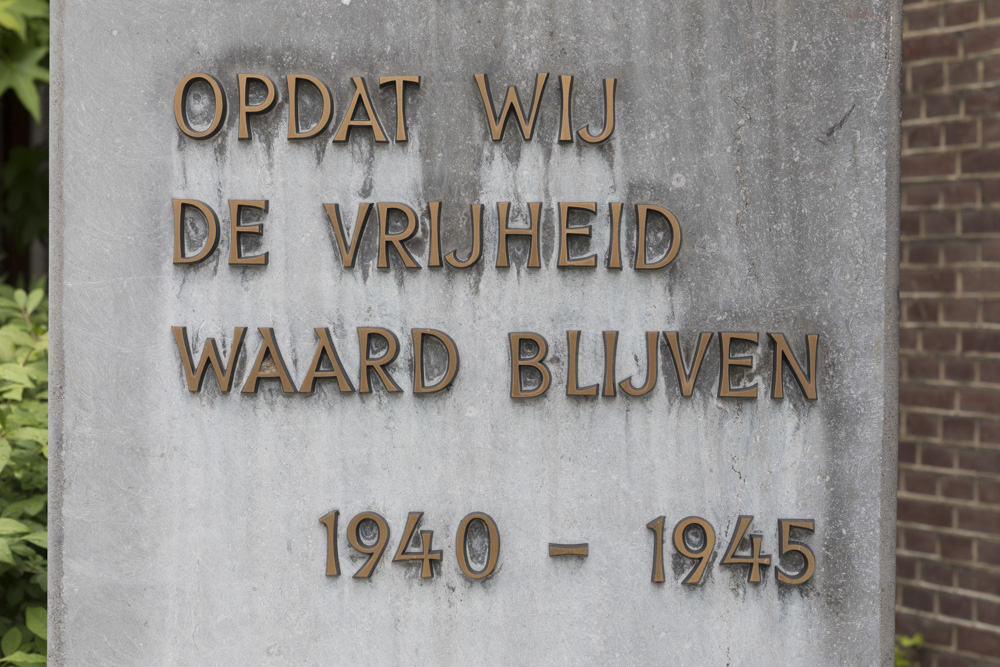 OPDAT WIJ
DE VRIJHEID
WAARD BLIJVEN
1940 – 1945